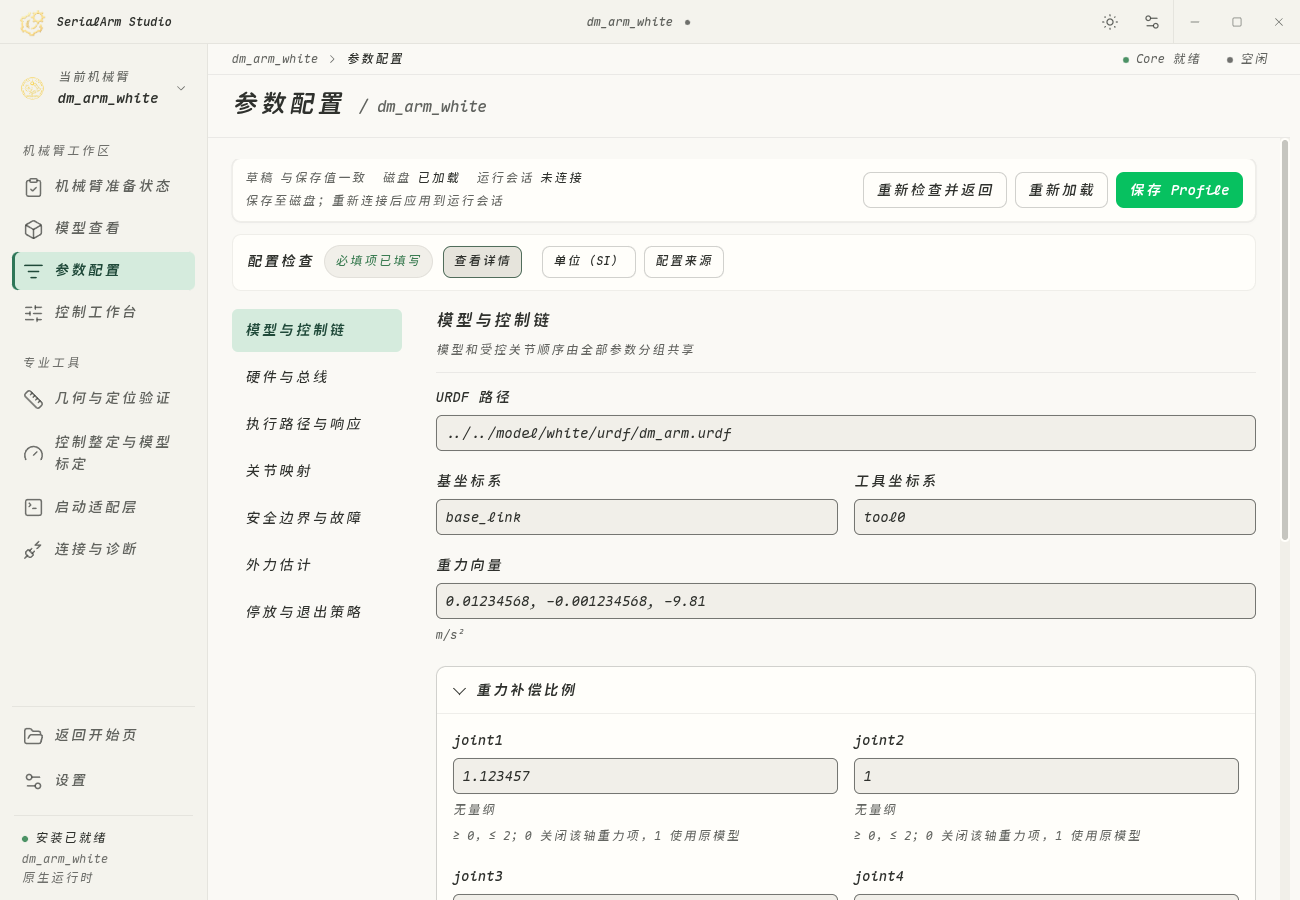 SerialArm Studio
dm_arm_white
当前机械臂
dm_arm_white
机械臂工作区
机械臂准备状态
模型查看
参数配置
控制工作台
专业工具
几何与定位验证
控制整定与模型
标定
启动适配层
连接与诊断
返回开始页
设置
安装已就绪
dm_arm_white
原生运行时
dm_arm_white > 参数配置
Core 就绪 空闲
参数配置 / dm_arm_white
草稿 与保存值一致 磁盘 已加载 运行会话 未连接
保存至磁盘；重新连接后应用到运行会话
重新检查并返回 重新加载 保存 Profile
配置检查 必填项已填写 查看详情 单位 (SI) 配置来源
模型与控制链
硬件与总线
执行路径与响应
关节映射
安全边界与故障
外力估计
停放与退出策略
模型与控制链
模型和受控关节顺序由全部参数分组共享
URDF 路径
../../model/white/urdf/dm_arm.urdf
基坐标系 工具坐标系
base_link tool0
重力向量
0.01234568, -0.001234568, -9.81
m/s²
重力补偿比例
joint1 joint2
1.123457 1
无量纲 无量纲
≥ 0, ≤ 2; 0 关闭该轴重力项, 1 使用原模型 ≥ 0, ≤ 2; 0 关闭该轴重力项, 1 使用原模型
joint3 joint4